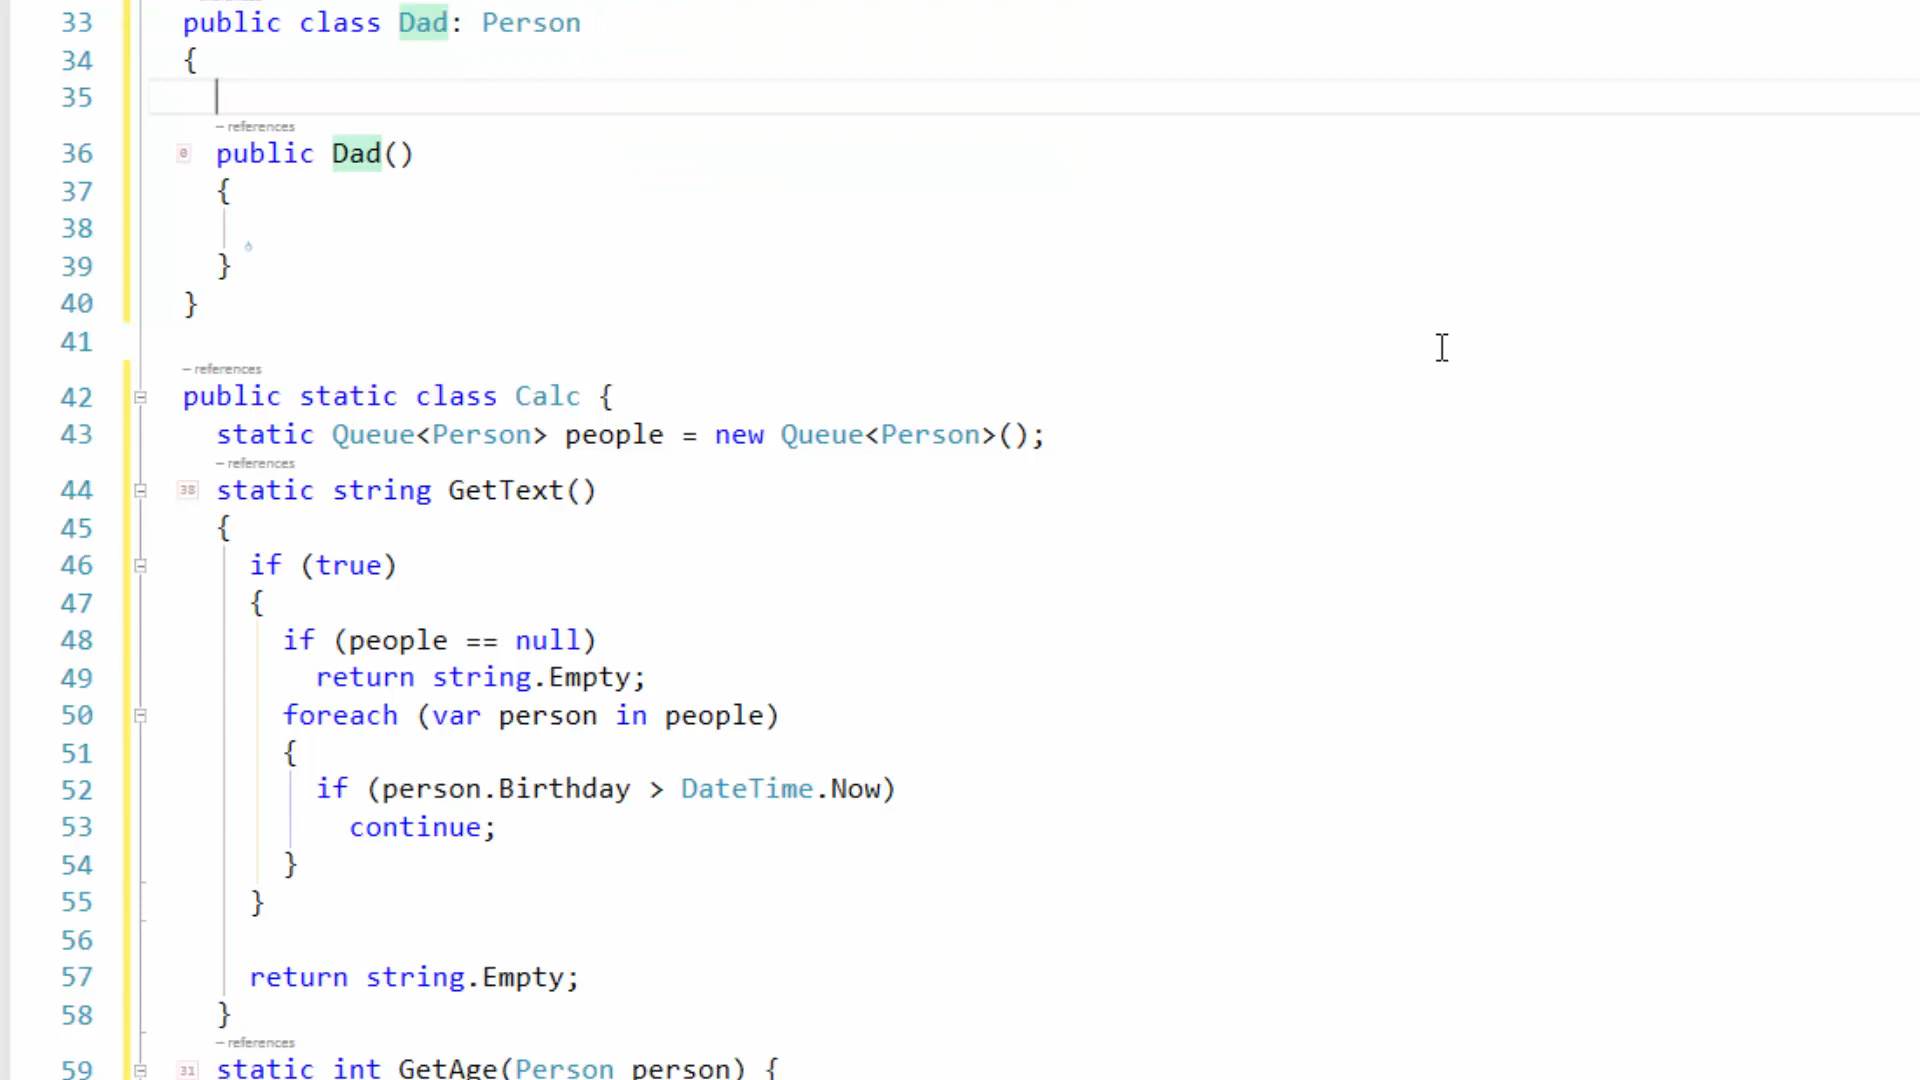 33 public class Dad: Person
34 {
35
– references
36 0 public Dad()
37 {
38
39 }
40 }
41
– references
42 public static class Calc {
43 static Queue<Person> people = new Queue<Person>();
– references
44 38 static string GetText()
45 {
46 if (true)
47 {
48 if (people == null)
49 return string.Empty;
50 foreach (var person in people)
51 {
52 if (person.Birthday > DateTime.Now)
53 continue;
54 }
55 }
56
57 return string.Empty;
58 }
– references
59 31 static int GetAge(Person person) {